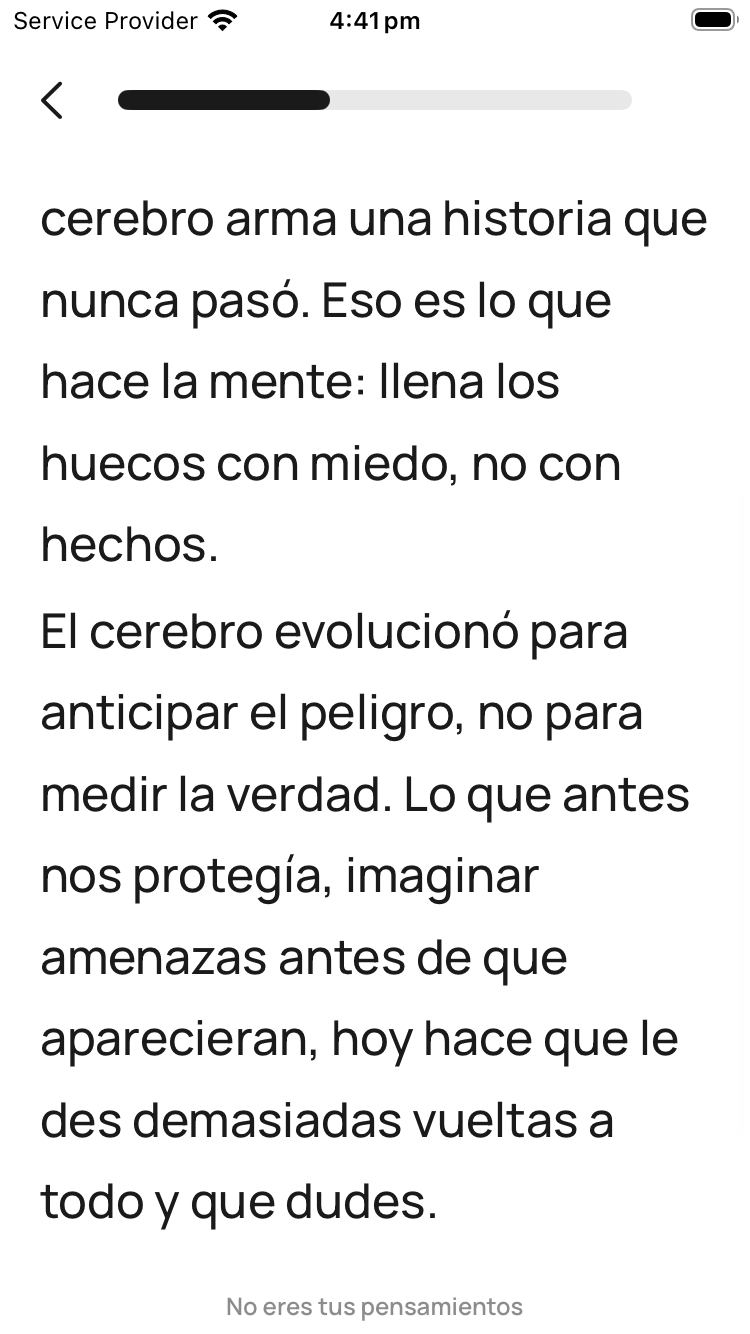 Service Provider 4:41 pm
cerebro arma una historia que
nunca pasó. Eso es lo que
hace la mente: llena los
huecos con miedo, no con
hechos.
El cerebro evolucionó para
anticipar el peligro, no para
medir la verdad. Lo que antes
nos protegía, imaginar
amenazas antes de que
aparecieran, hoy hace que le
des demasiadas vueltas a
todo y que dudes.
No eres tus pensamientos